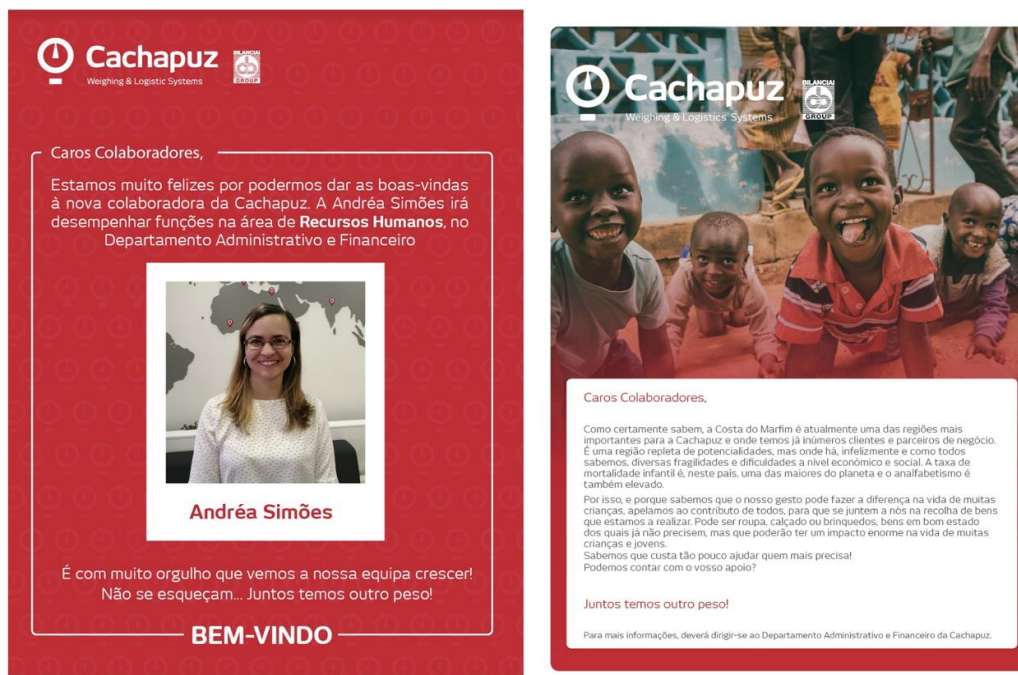 Cachapuz
Weighing & Logistic Systems
BILANCIAI
GROUP
Caros Colaboradores,
Estamos muito felizes por podermos dar as boas-vindas
à nova colaboradora da Cachapuz. A Andréa Simões irá
desempenhar funções na área de Recursos Humanos, no
Departamento Administrativo e Financeiro
Andréa Simões
É com muito orgulho que vemos a nossa equipa crescer!
Não se esqueçam... Juntos temos outro peso!
BEM-VINDO
Cachapuz
Weighing & Logistics Systems
BILANCIAI
GROUP
Caros Colaboradores,
Como certamente sabem, a Costa do Marfim é atualmente uma das regiões mais
importantes para a Cachapuz e onde temos já inúmeros clientes e parceiros de negócio.
É uma região repleta de potencialidades, mas onde há, infelizmente e como todos
sabemos, diversas fragilidades e dificuldades a nível económico e social. A taxa de
mortalidade infantil é, neste país, uma das maiores do planeta e o analfabetismo é
também elevado.
Por isso, e porque sabemos que o nosso gesto pode fazer a diferença na vida de muitas
crianças, apelamos ao contributo de todos, para que se juntem a nós na recolha de bens
que estamos a realizar. Pode ser roupa, calçado ou brinquedos, bens em bom estado
dos quais já não precisem, mas que poderão ter um impacto enorme na vida de muitas
crianças e jovens.
Sabemos que custa tão pouco ajudar quem mais precisa!
Podemos contar com o vosso apoio?
Juntos temos outro peso!
Para mais informações, deverá dirigir-se ao Departamento Administrativo e Financeiro da Cachapuz.